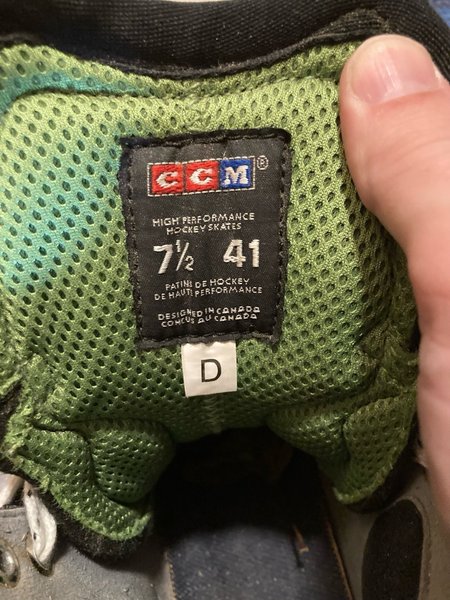 CCM®
HIGH PERFORMANCE
HOCKEY SKATES
7½ 41
PATINS DE HOCKEY
DE HAUTE PERFORMANCE
DESIGNED IN CANADA
CONCUS AU CANADA
D